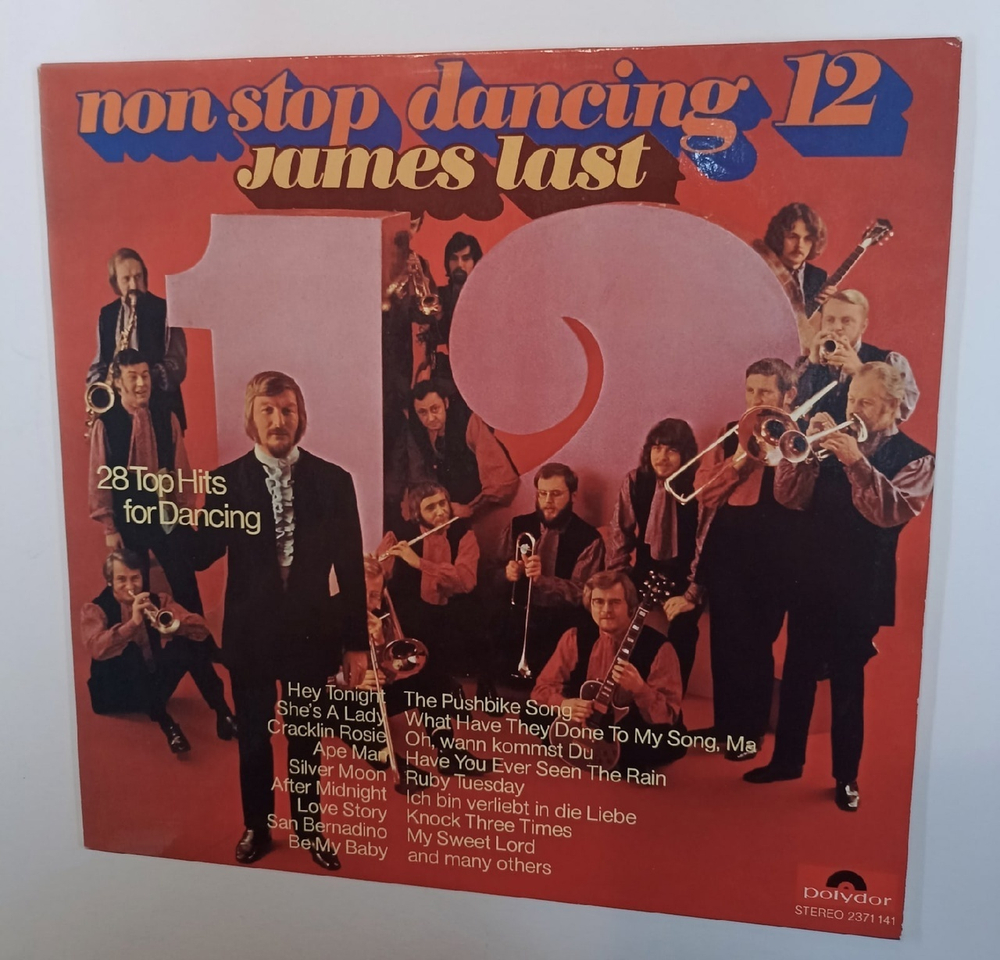 non stop dancing 12
James last
12
28 Top Hits
for Dancing
Hey Tonight
She's A Lady
Cracklin Rosie
Ape Man
Silver Moon
After Midnight
Love Story
San Bernadino
Be My Baby
The Pushbike Song
What Have They Done To My Song, Ma
Oh, wann kommst Du
Have You Ever Seen The Rain
Ruby Tuesday
Ich bin verliebt in die Liebe
Knock Three Times
My Sweet Lord
and many others
polydor
STEREO 2371 141